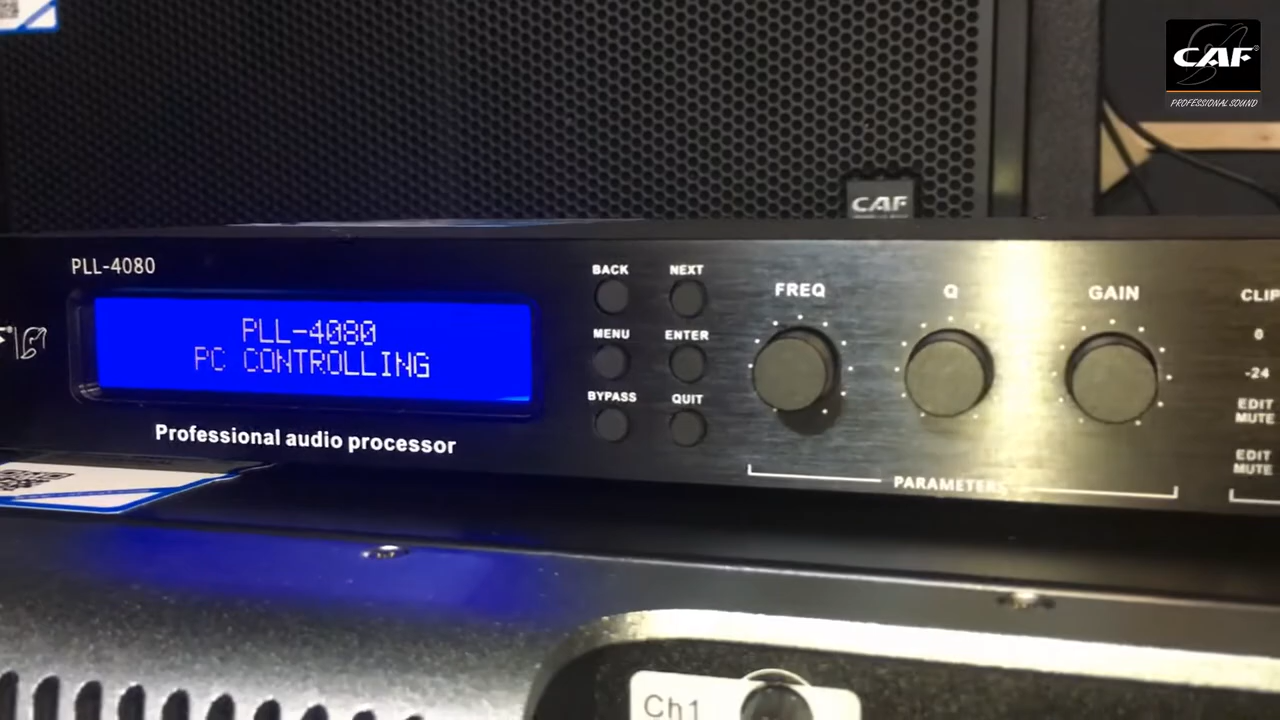 CAF
PROFESSIONAL SOUND
CAF
PLL-4080
PLL-4080
PC CONTROLLING
Professional audio processor
BACK
NEXT
MENU
ENTER
BYPASS
QUIT
FREQ
Q
GAIN
PARAMETERS
CLIP
0
-24
EDIT
MUTE
EDIT
MUTE
Ch1